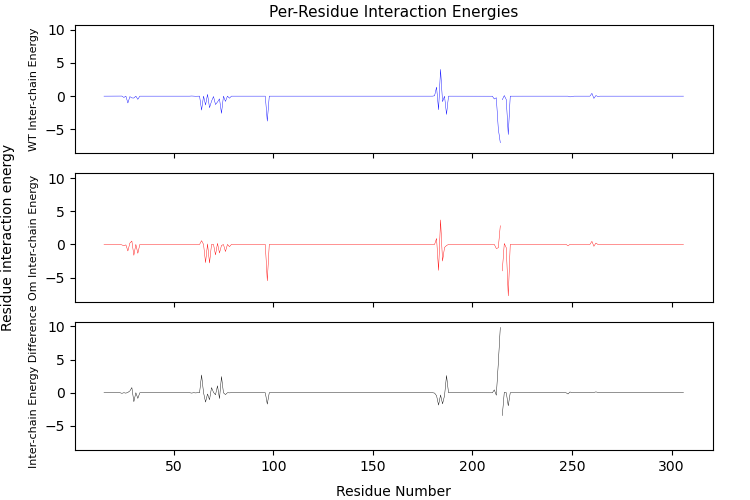 Per-Residue Interaction Energies
Residue interaction energy
WT Inter-chain Energy
10
5
0
−5
Om Inter-chain Energy
10
5
0
−5
Inter-chain Energy Difference
10
5
0
−5
50 100 150 200 250 300
Residue Number